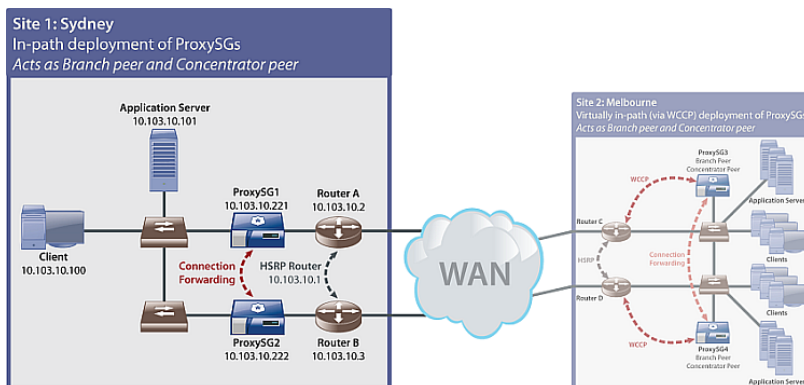 Site 1: Sydney
In-path deployment of ProxySGs
Acts as Branch peer and Concentrator peer
Application Server
10.103.10.101
ProxySG1
10.103.10.221
Router A
10.103.10.2
Client
10.103.10.100
Connection
Forwarding
HSRP Router
10.103.10.1
ProxySG2
10.103.10.222
Router B
10.103.10.3
WAN
Site 2: Melbourne
Virtually in-path (via WCCP) deployment of ProxySGs
Acts as Branch peer and Concentrator peer
ProxySG3
Branch Peer
Concentrator Peer
WCCP
Application Server
Router C
HSRP
Connection
Forwarding
Clients
Router D
Clients
WCCP
ProxySG4
Branch Peer
Concentrator Peer
Application Server